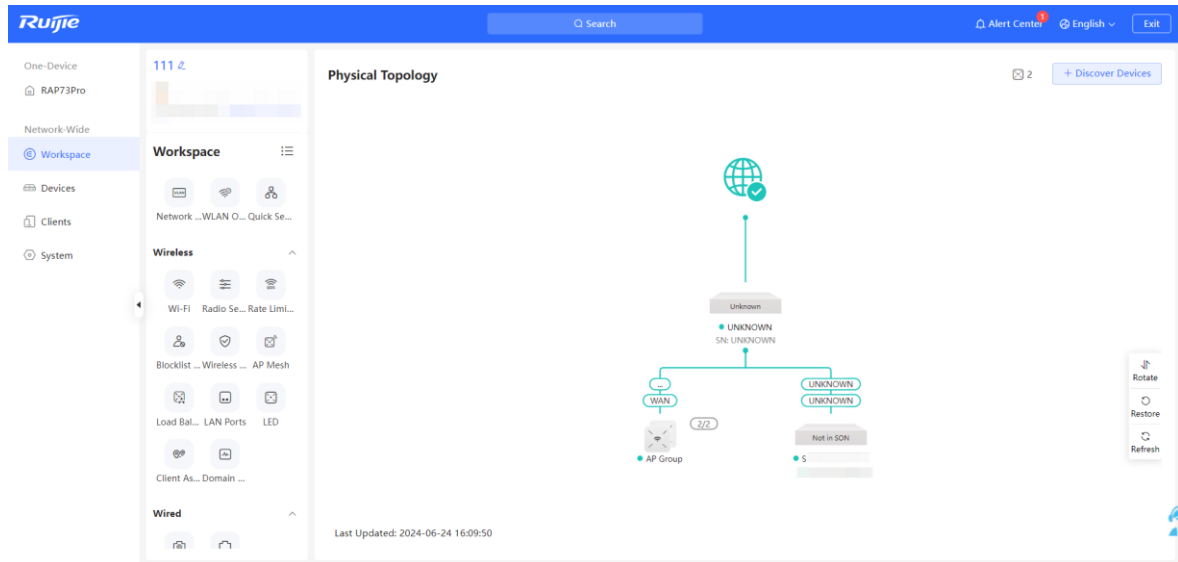 Ruijie
Search
Alert Center
1
English
Exit
One-Device
RAP73Pro
Network-Wide
Workspace
Devices
Clients
System
111
Workspace
Network ... WLAN O... Quick Se...
Wireless
Wi-Fi Radio Se... Rate Limi...
Blocklist ... Wireless ... AP Mesh
Load Bal... LAN Ports LED
Client As... Domain ...
Wired
Physical Topology
2
+ Discover Devices
Unknown
UNKNOWN
SN: UNKNOWN
...
WAN
2/2
AP Group
UNKNOWN
UNKNOWN
Not in SON
S
Rotate
Restore
Refresh
Last Updated: 2024-06-24 16:09:50